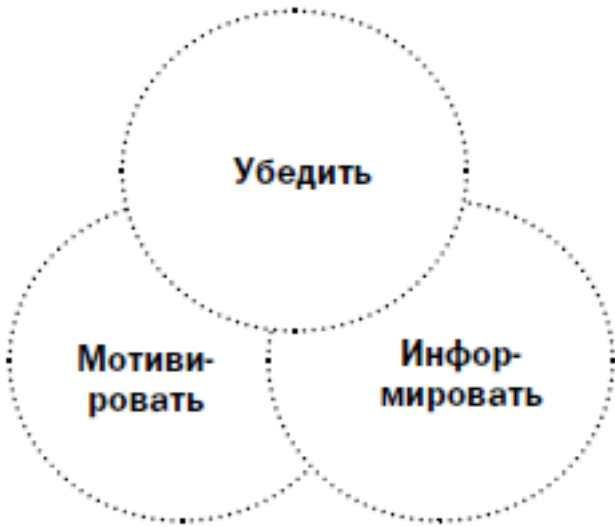 Убедить
Мотиви-
ровать
Инфор-
мировать